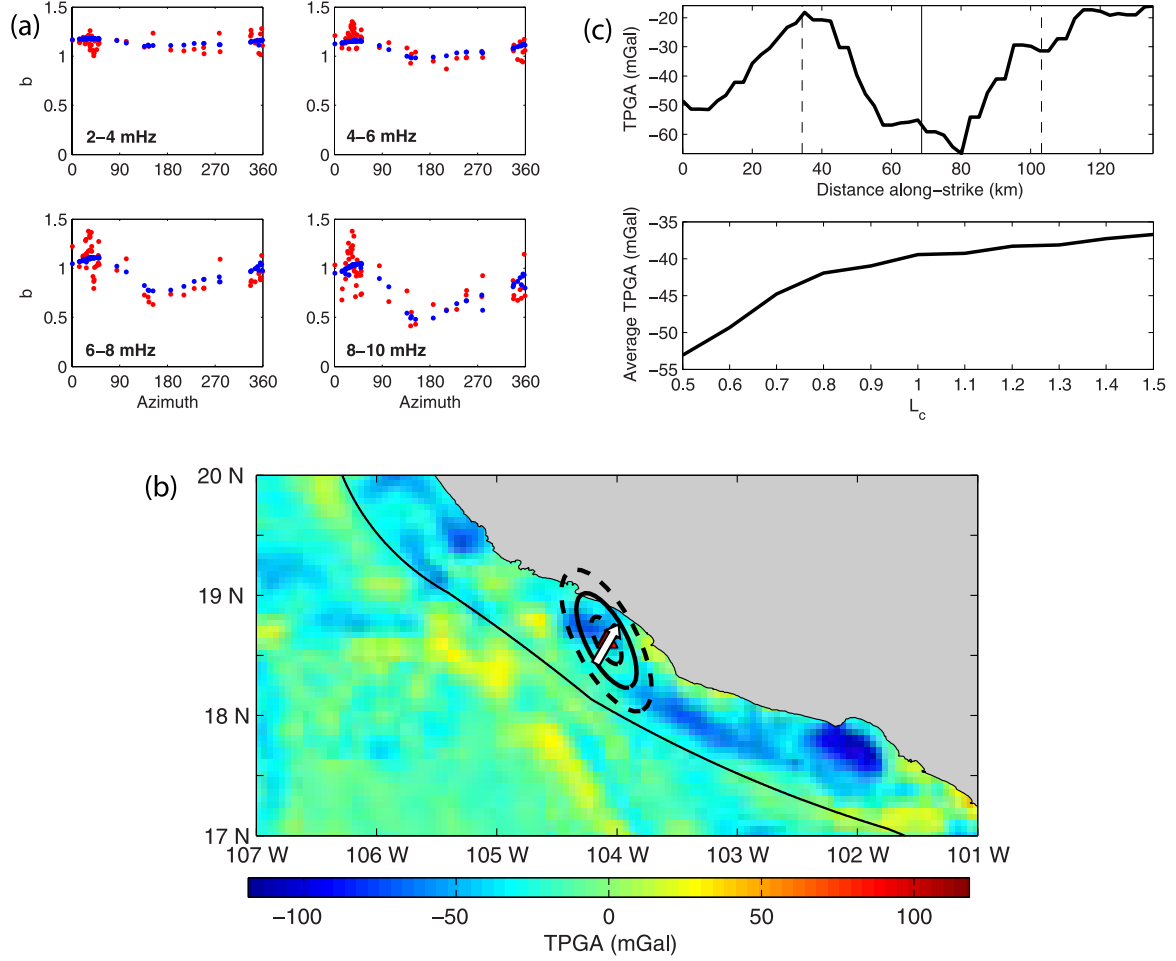 (a)
1.5
1
0.5
0
b
2–4 mHz
0 90 180 270 360
1.5
1
0.5
0
4–6 mHz
0 90 180 270 360
1.5
1
0.5
0
b
6–8 mHz
0 90 180 270 360
Azimuth
1.5
1
0.5
0
8–10 mHz
0 90 180 270 360
Azimuth
(c)
−20
−30
−40
−50
−60
TPGA (mGal)
0 20 40 60 80 100 120
Distance along−strike (km)
−35
−40
−45
−50
−55
Average TPGA (mGal)
0.5 0.6 0.7 0.8 0.9 1 1.1 1.2 1.3 1.4 1.5
L_c
(b)
20 N
19 N
18 N
17 N
107 W 106 W 105 W 104 W 103 W 102 W 101 W
−100 −50 0 50 100
TPGA (mGal)